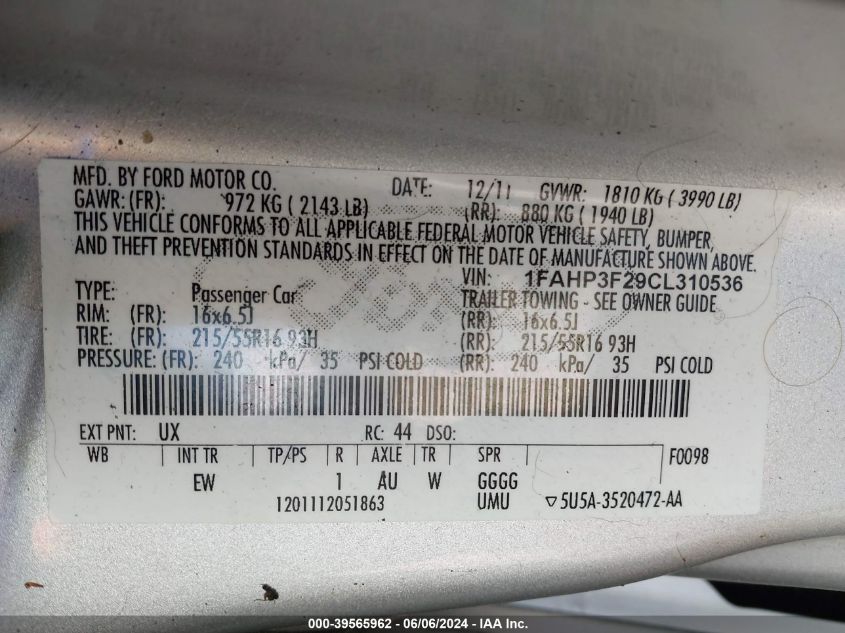 MFD. BY FORD MOTOR CO. DATE: 12/11 GVWR: 1810 KG ( 3990 LB)
GAWR: (FR): 972 KG ( 2143 LB) (RR): 880 KG ( 1940 LB)
THIS VEHICLE CONFORMS TO ALL APPLICABLE FEDERAL MOTOR VEHICLE SAFETY, BUMPER,
AND THEFT PREVENTION STANDARDS IN EFFECT ON THE DATE OF MANUFACTURE SHOWN ABOVE.
VIN: 1FAHP3F29CL310536
TYPE: Passenger Car TRAILER TOWING - SEE OWNER GUIDE
RIM: (FR): 16x6.5J (RR): 16x6.5J
TIRE: (FR): 215/55R16 93H (RR): 215/55R16 93H
PRESSURE: (FR): 240 kPa/ 35 PSI COLD (RR): 240 kPa/ 35 PSI COLD
EXT PNT: UX RC: 44 DSO:
WB INT TR TP/PS R AXLE TR SPR F0098
EW 1 AU W GGGG
1201112051863 UMU ▽5U5A-3520472-AA
000-39565962 - 06/06/2024 - IAA Inc.